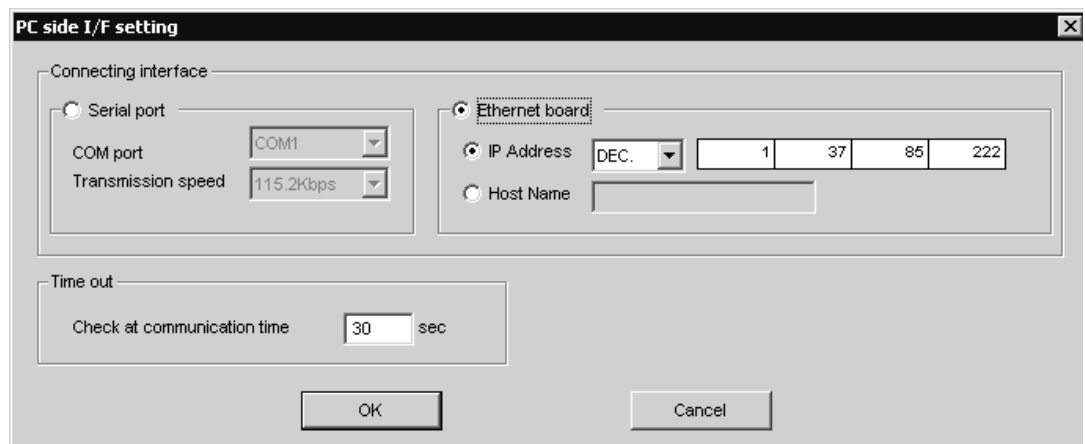 PC side I/F setting
Connecting interface
Serial port
COM port COM1
Transmission speed 115.2Kbps
Ethernet board
IP Address DEC. 1 37 85 222
Host Name
Time out
Check at communication time 30 sec
OK Cancel